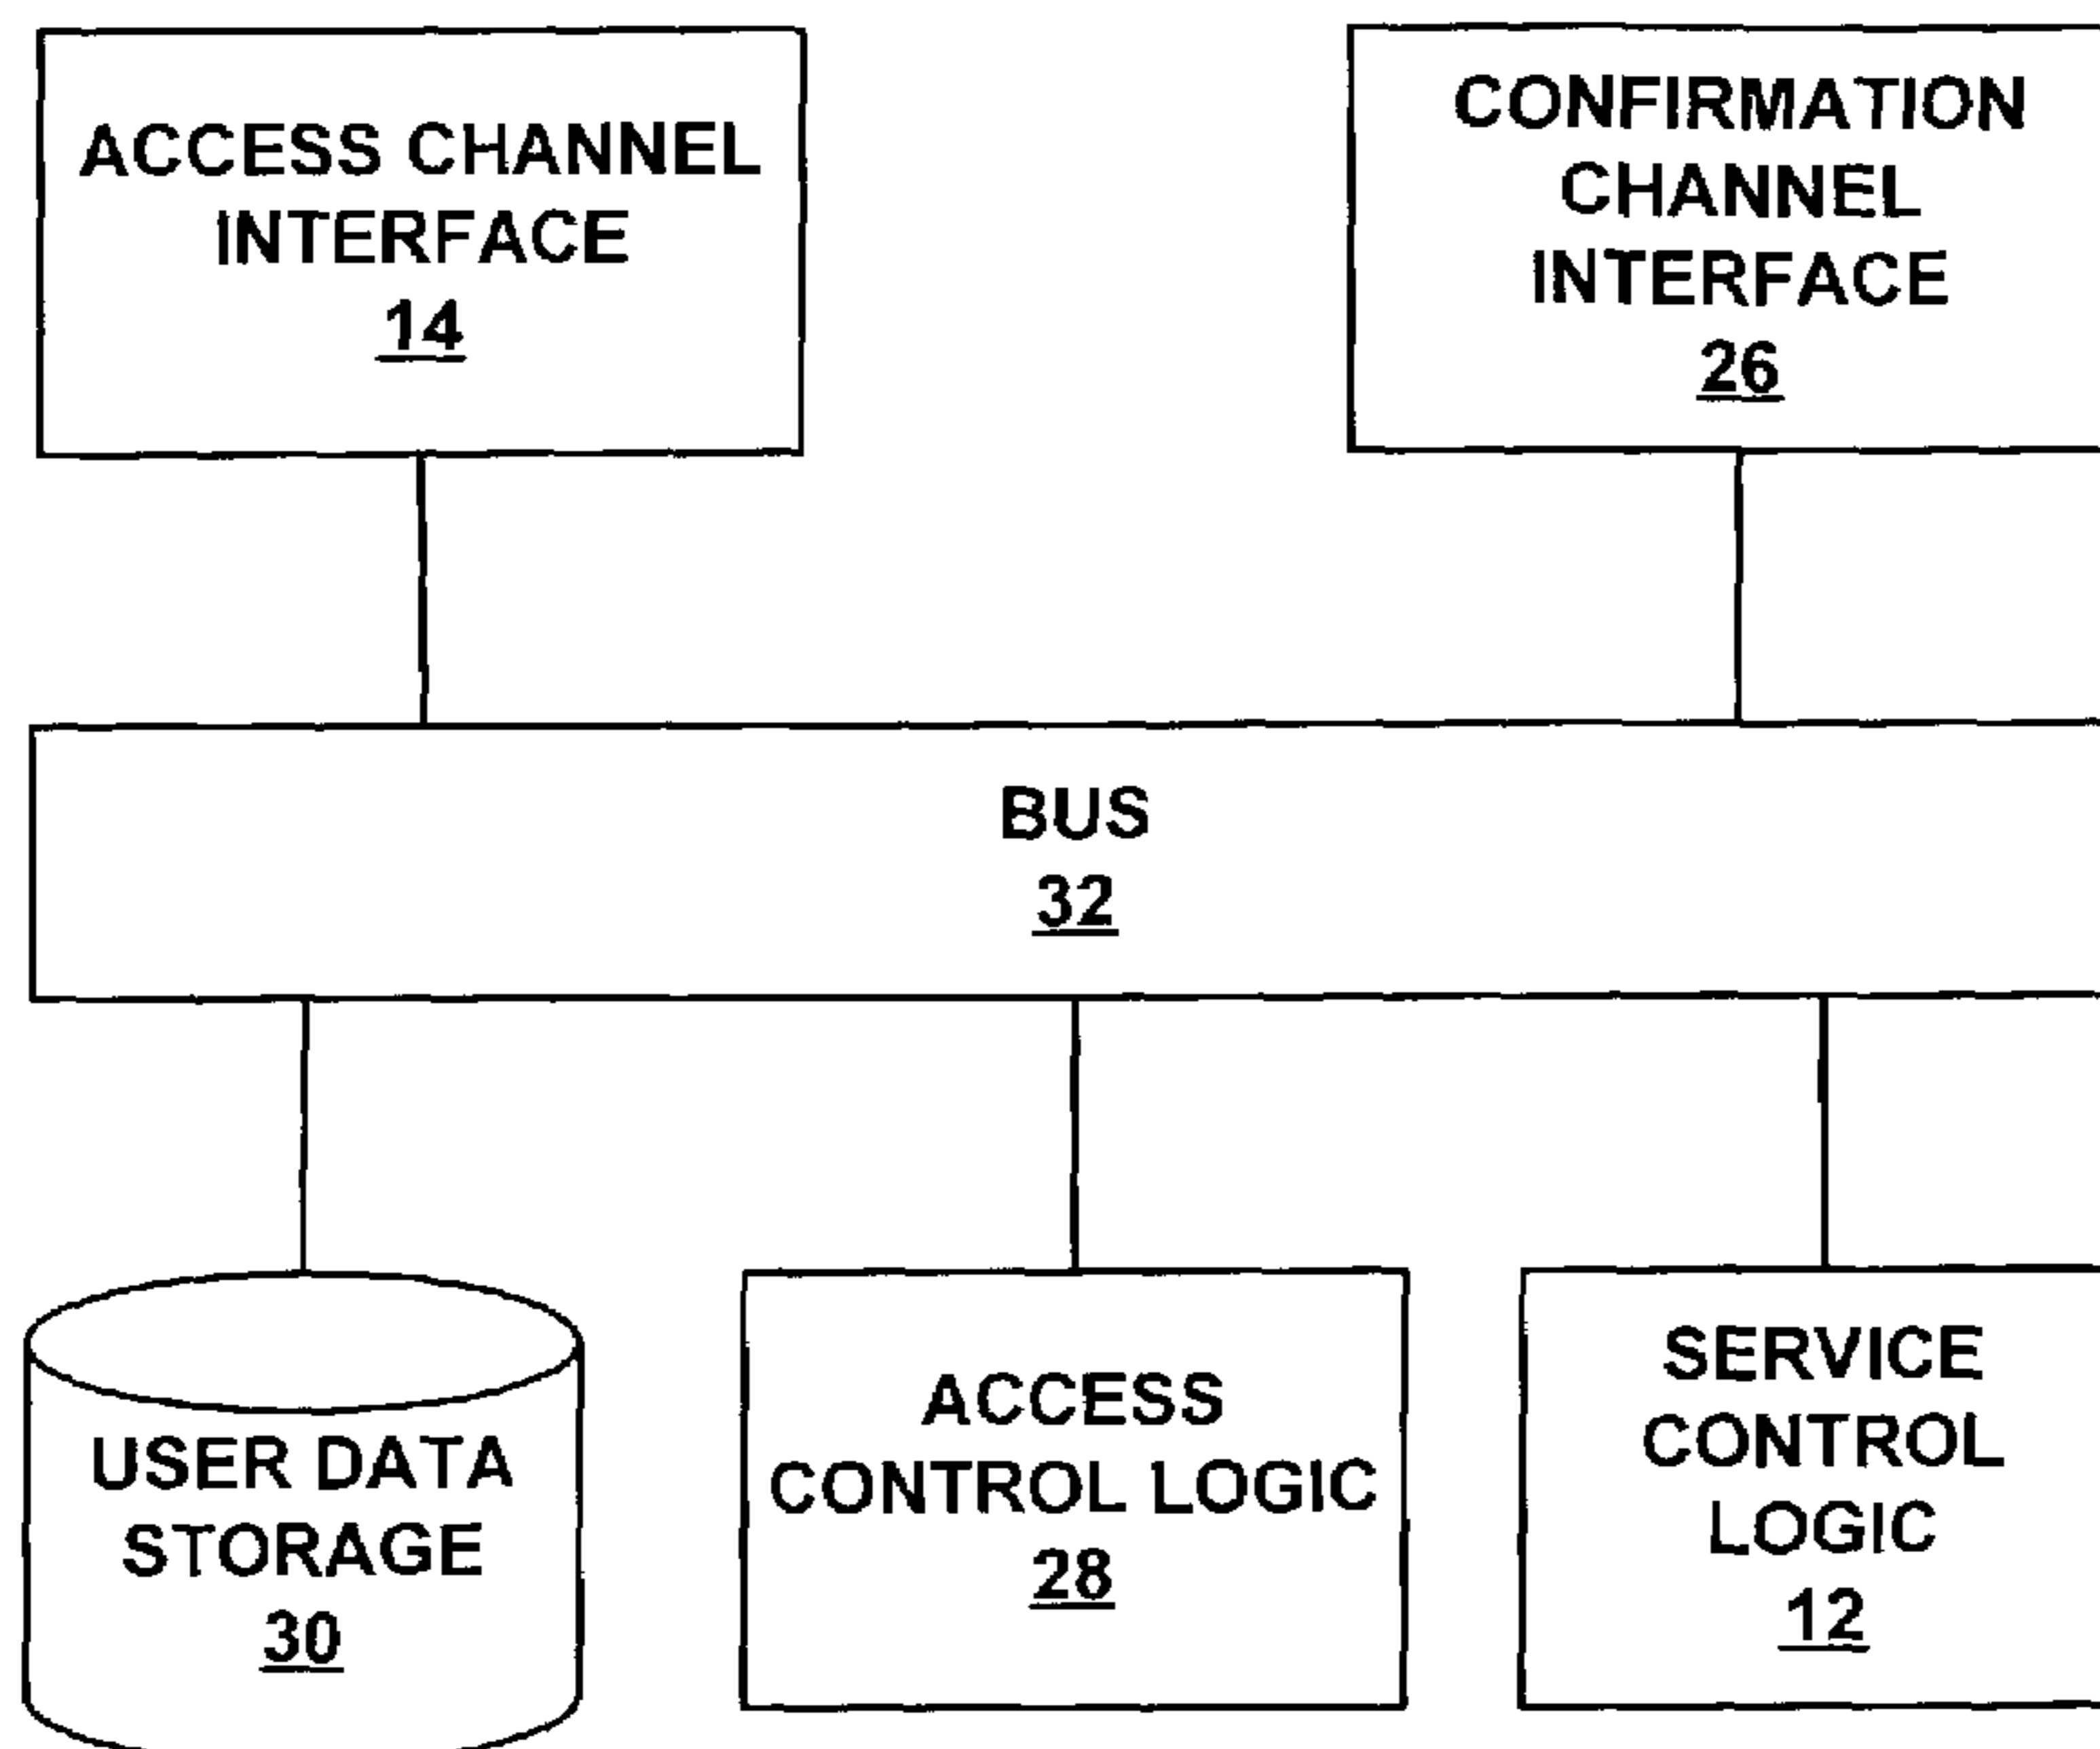 ACCESS CHANNEL
INTERFACE
14
CONFIRMATION
CHANNEL
INTERFACE
26
BUS
32
USER DATA
STORAGE
30
ACCESS
CONTROL LOGIC
28
SERVICE
CONTROL
LOGIC
12